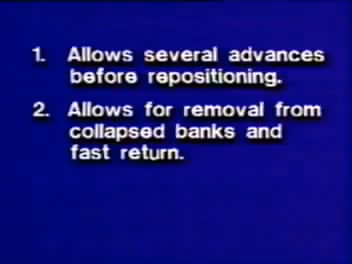 1. Allows several advances
before repositioning.
2. Allows for removal from
collapsed banks and
fast return.